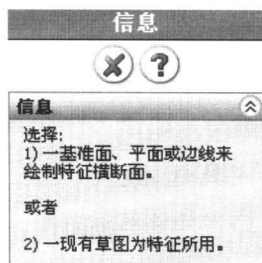 信息
信息
选择:
1) 一基准面、平面或边线来
绘制特征横断面。
或者
2) 一现有草图为特征所用。